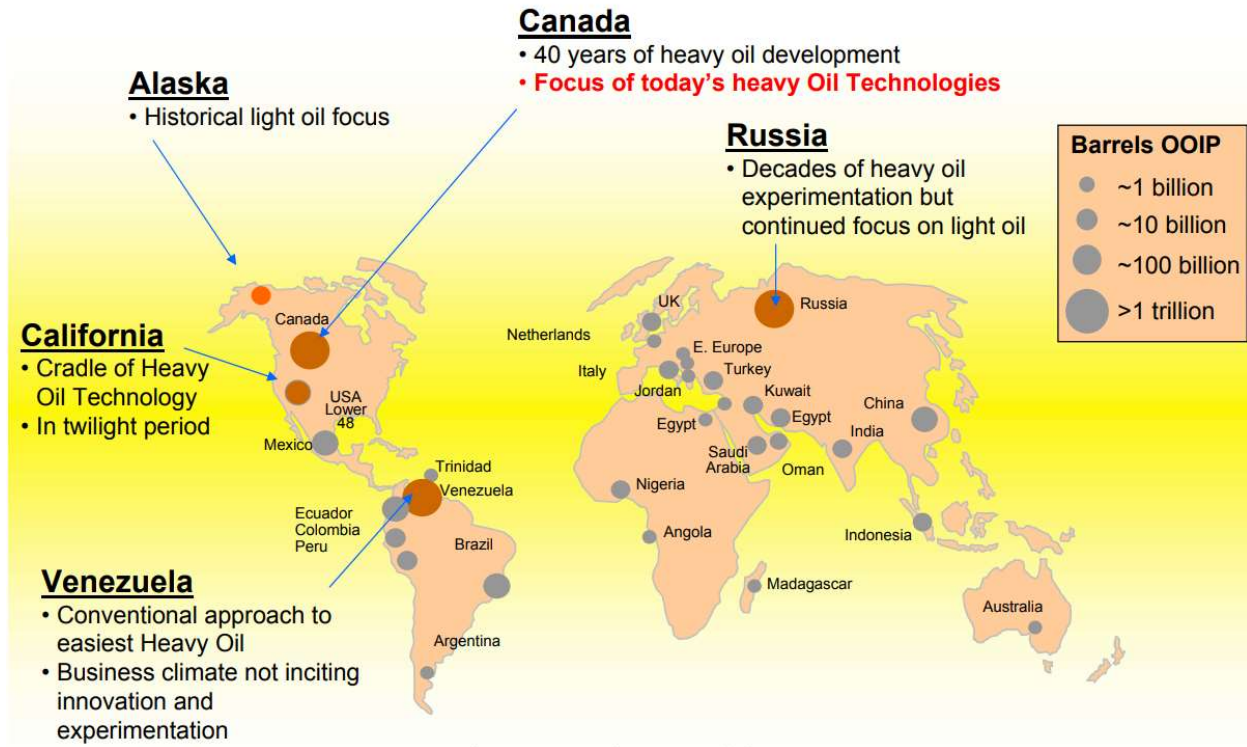 Canada
• 40 years of heavy oil development
• Focus of today's heavy Oil Technologies
Alaska
• Historical light oil focus
Russia
• Decades of heavy oil
experimentation but
continued focus on light oil
Barrels OOIP
~1 billion
~10 billion
~100 billion
>1 trillion
California
• Cradle of Heavy
Oil Technology
• In twilight period
Canada
USA
Lower
48
Mexico
Trinidad
Venezuela
Ecuador
Colombia
Peru
Brazil
Argentina
UK
Netherlands
Russia
E. Europe
Italy
Turkey
Jordan
Kuwait
Egypt
Egypt
China
India
Saudi
Arabia
Oman
Nigeria
Angola
Indonesia
Madagascar
Australia
Venezuela
• Conventional approach to
easiest Heavy Oil
• Business climate not inciting
innovation and
experimentation